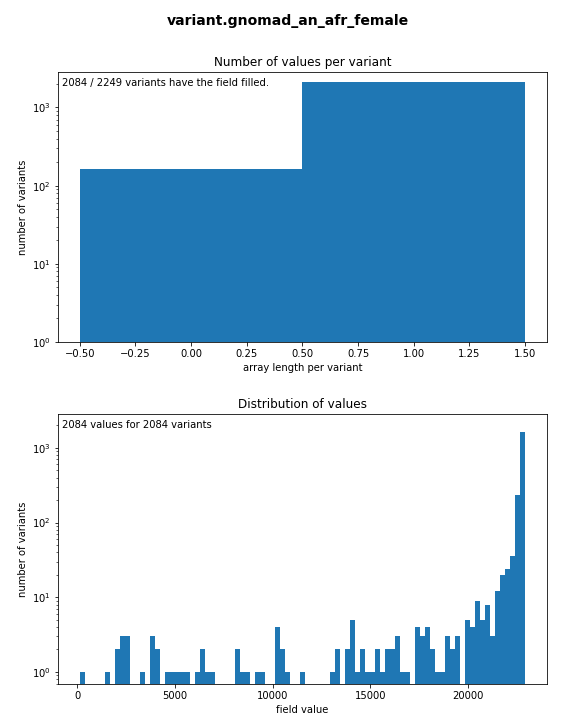 variant.gnomad_an_afr_female
Number of values per variant
2084 / 2249 variants have the field filled.
number of variants
10³
10²
10¹
10⁰
−0.50 −0.25 0.00 0.25 0.50 0.75 1.00 1.25 1.50
array length per variant
Distribution of values
2084 values for 2084 variants
number of variants
10³
10²
10¹
10⁰
0 5000 10000 15000 20000
field value